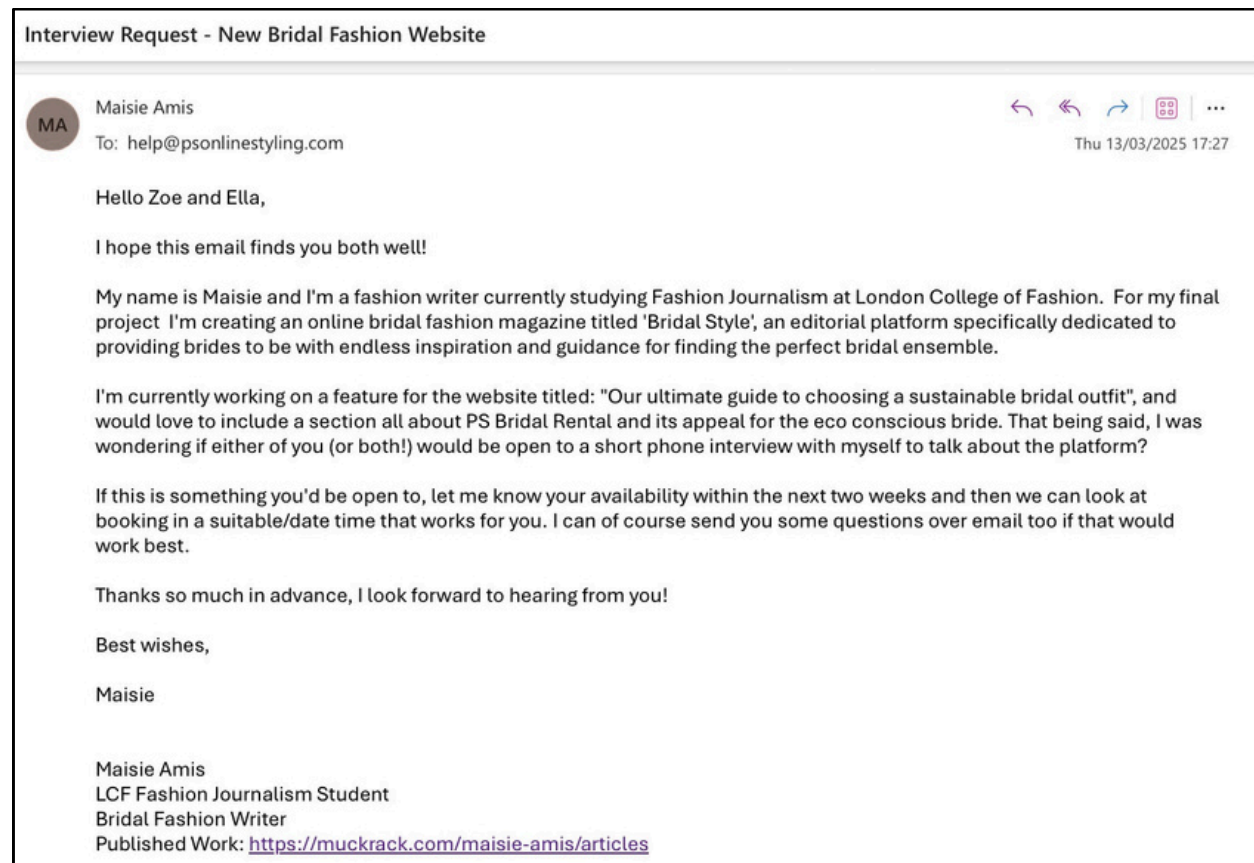 Interview Request - New Bridal Fashion Website
MA
Maisie Amis
To: help@psonlinestyling.com
Thu 13/03/2025 17:27
Hello Zoe and Ella,
I hope this email finds you both well!
My name is Maisie and I'm a fashion writer currently studying Fashion Journalism at London College of Fashion.  For my final
project  I'm creating an online bridal fashion magazine titled 'Bridal Style', an editorial platform specifically dedicated to
providing brides to be with endless inspiration and guidance for finding the perfect bridal ensemble.
I'm currently working on a feature for the website titled: "Our ultimate guide to choosing a sustainable bridal outfit", and
would love to include a section all about PS Bridal Rental and its appeal for the eco conscious bride. That being said, I was
wondering if either of you (or both!) would be open to a short phone interview with myself to talk about the platform?
If this is something you'd be open to, let me know your availability within the next two weeks and then we can look at
booking in a suitable/date time that works for you. I can of course send you some questions over email too if that would
work best.
Thanks so much in advance, I look forward to hearing from you!
Best wishes,
Maisie
Maisie Amis
LCF Fashion Journalism Student
Bridal Fashion Writer
Published Work: https://muckrack.com/maisie-amis/articles